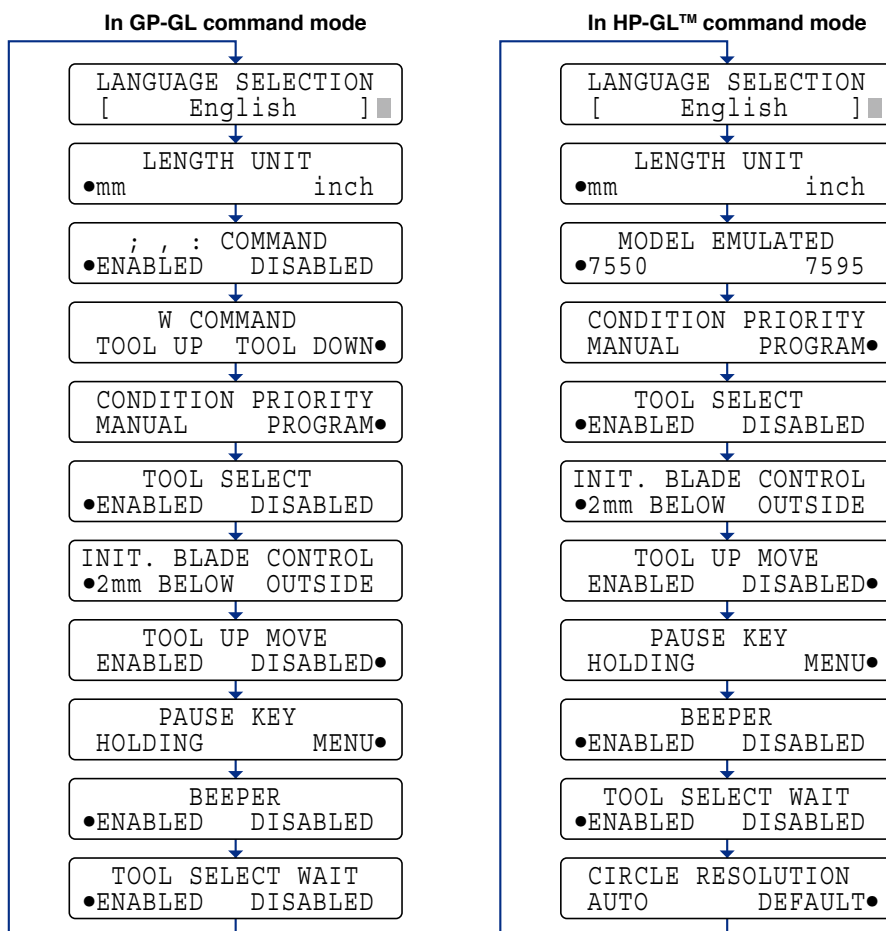 In GP-GL command mode
LANGUAGE SELECTION
[ English ]
LENGTH UNIT
●mm inch
; , : COMMAND
●ENABLED DISABLED
W COMMAND
TOOL UP TOOL DOWN●
CONDITION PRIORITY
MANUAL PROGRAM●
TOOL SELECT
●ENABLED DISABLED
INIT. BLADE CONTROL
●2mm BELOW OUTSIDE
TOOL UP MOVE
ENABLED DISABLED●
PAUSE KEY
HOLDING MENU●
BEEPER
●ENABLED DISABLED
TOOL SELECT WAIT
●ENABLED DISABLED
In HP-GL™ command mode
LANGUAGE SELECTION
[ English ]
LENGTH UNIT
●mm inch
MODEL EMULATED
●7550 7595
CONDITION PRIORITY
MANUAL PROGRAM●
TOOL SELECT
●ENABLED DISABLED
INIT. BLADE CONTROL
●2mm BELOW OUTSIDE
TOOL UP MOVE
ENABLED DISABLED●
PAUSE KEY
HOLDING MENU●
BEEPER
●ENABLED DISABLED
TOOL SELECT WAIT
●ENABLED DISABLED
CIRCLE RESOLUTION
AUTO DEFAULT●